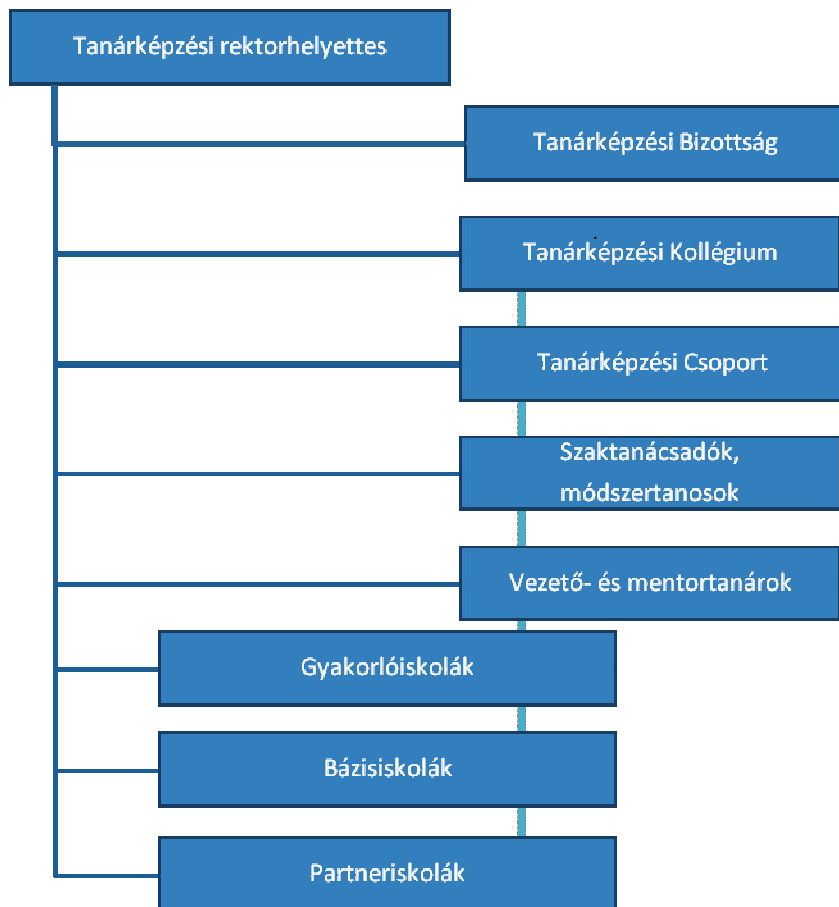 Tanárképzési rektorhelyettes
Tanárképzési Bizottság
Tanárképzési Kollégium
Tanárképzési Csoport
Szaktanácsadók,
módszertanosok
Vezető- és mentortanárok
Gyakorlóiskolák
Bázisiskolák
Partneriskolák